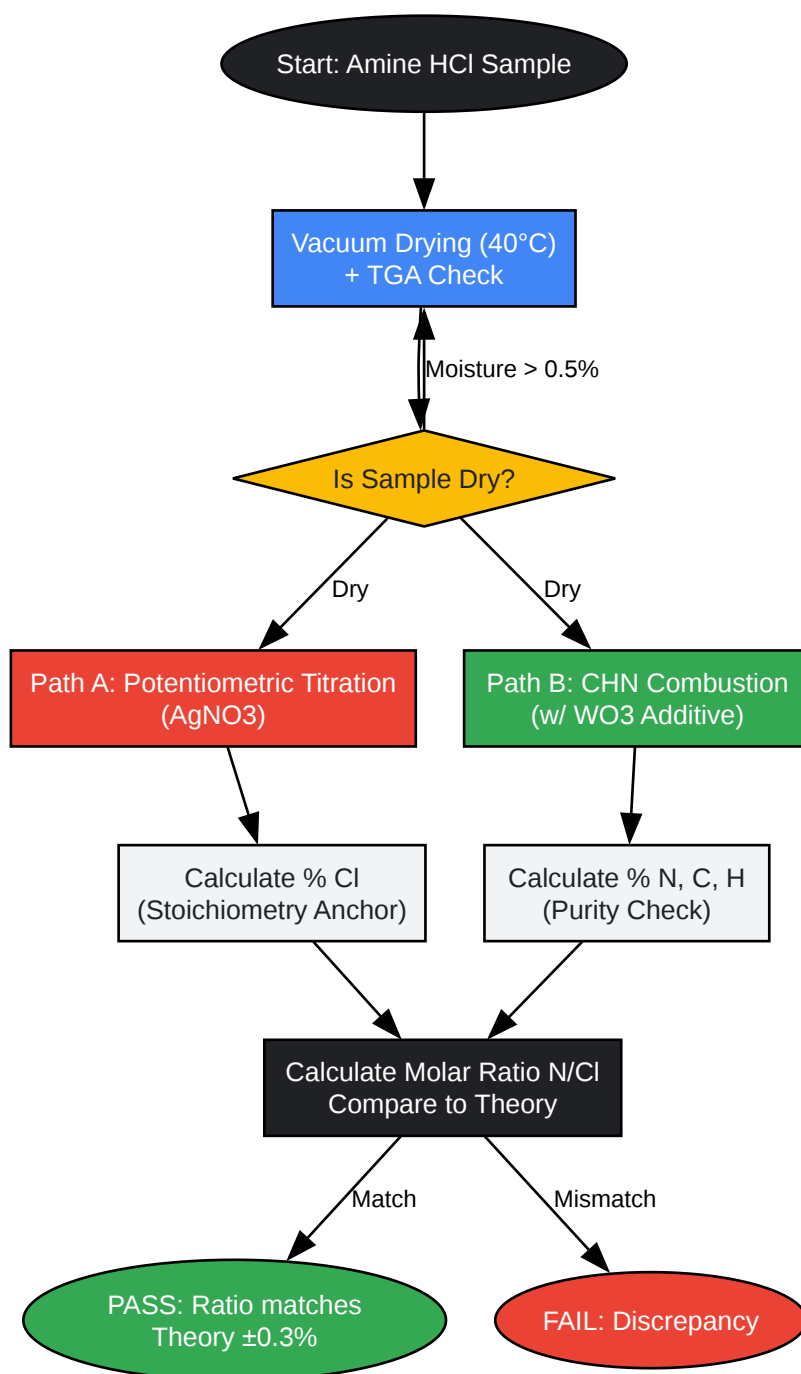 Start: Amine HCl Sample
Vacuum Drying (40°C)
+ TGA Check
Moisture > 0.5%
Is Sample Dry?
Dry
Dry
Path A: Potentiometric Titration
(AgNO3)
Path B: CHN Combustion
(w/ WO3 Additive)
Calculate % Cl
(Stoichiometry Anchor)
Calculate % N, C, H
(Purity Check)
Calculate Molar Ratio N/Cl
Compare to Theory
Match
Mismatch
PASS: Ratio matches
Theory ±0.3%
FAIL: Discrepancy